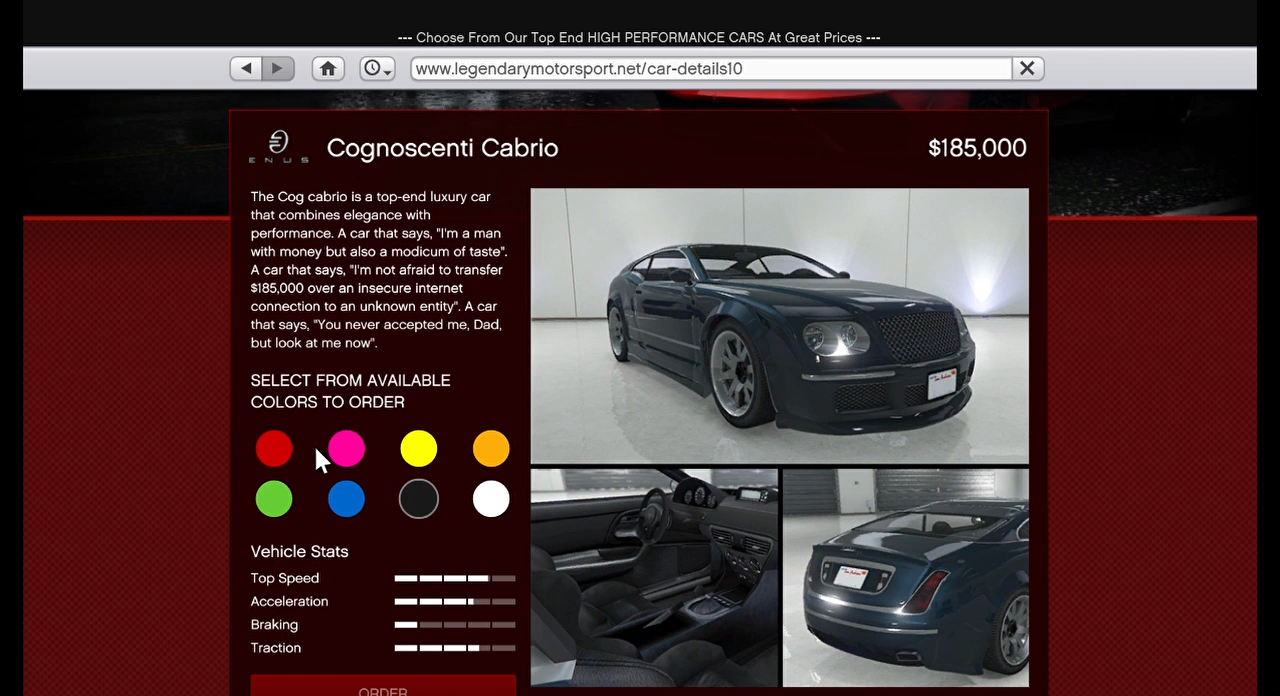 --- Choose From Our Top End HIGH PERFORMANCE CARS At Great Prices ---
www.legendarymotorsport.net/car-details10
ENUS
Cognoscenti Cabrio
$185,000
The Cog cabrio is a top-end luxury car
that combines elegance with
performance. A car that says, "I'm a man
with money but also a modicum of taste".
A car that says, "I'm not afraid to transfer
$185,000 over an insecure internet
connection to an unknown entity". A car
that says, "You never accepted me, Dad,
but look at me now".
SELECT FROM AVAILABLE
COLORS TO ORDER
Vehicle Stats
Top Speed
Acceleration
Braking
Traction
ORDER